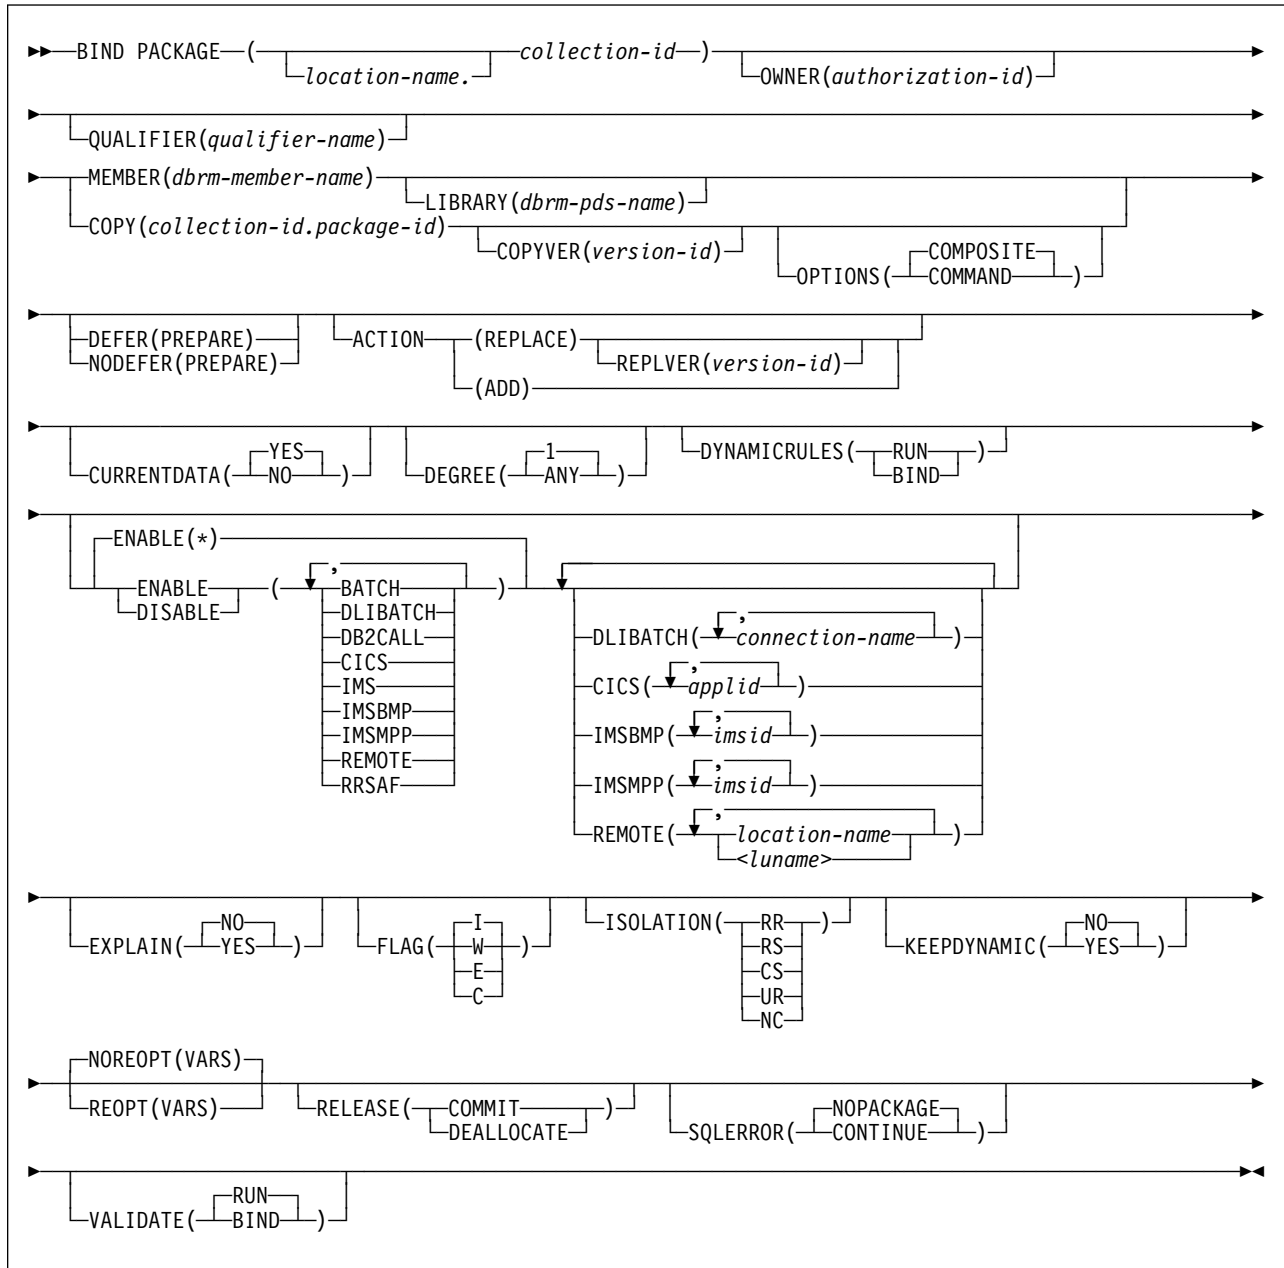 BIND PACKAGE ( collection-id )
location-name. OWNER(authorization-id)
QUALIFIER(qualifier-name)
MEMBER(dbrm-member-name)
LIBRARY(dbrm-pds-name)
COPY(collection-id.package-id)
COPYVER(version-id) COMPOSITE
OPTIONS( COMMAND )
DEFER(PREPARE) ACTION (REPLACE)
NODEFER(PREPARE) REPLVER(version-id)
(ADD)
YES 1 DYNAMICRULES( RUN )
CURRENTDATA( NO ) DEGREE( ANY ) BIND
ENABLE(*)
,
ENABLE ( BATCH )
DISABLE DLIBATCH ,
DB2CALL DLIBATCH( connection-name )
CICS ,
IMS CICS( applid )
IMSBMP ,
IMSMPP IMSBMP( imsid )
REMOTE ,
RRSAF IMSMPP( imsid )
,
REMOTE( location-name )
<luname>
NO I ISOLATION( RR ) NO
EXPLAIN( YES ) FLAG( W ) RS KEEPDYNAMIC( YES )
E CS
C UR
NC
NOREOPT(VARS)
REOPT(VARS) RELEASE( COMMIT ) NOPACKAGE
DEALLOCATE SQLERROR( CONTINUE )
RUN
VALIDATE( BIND )